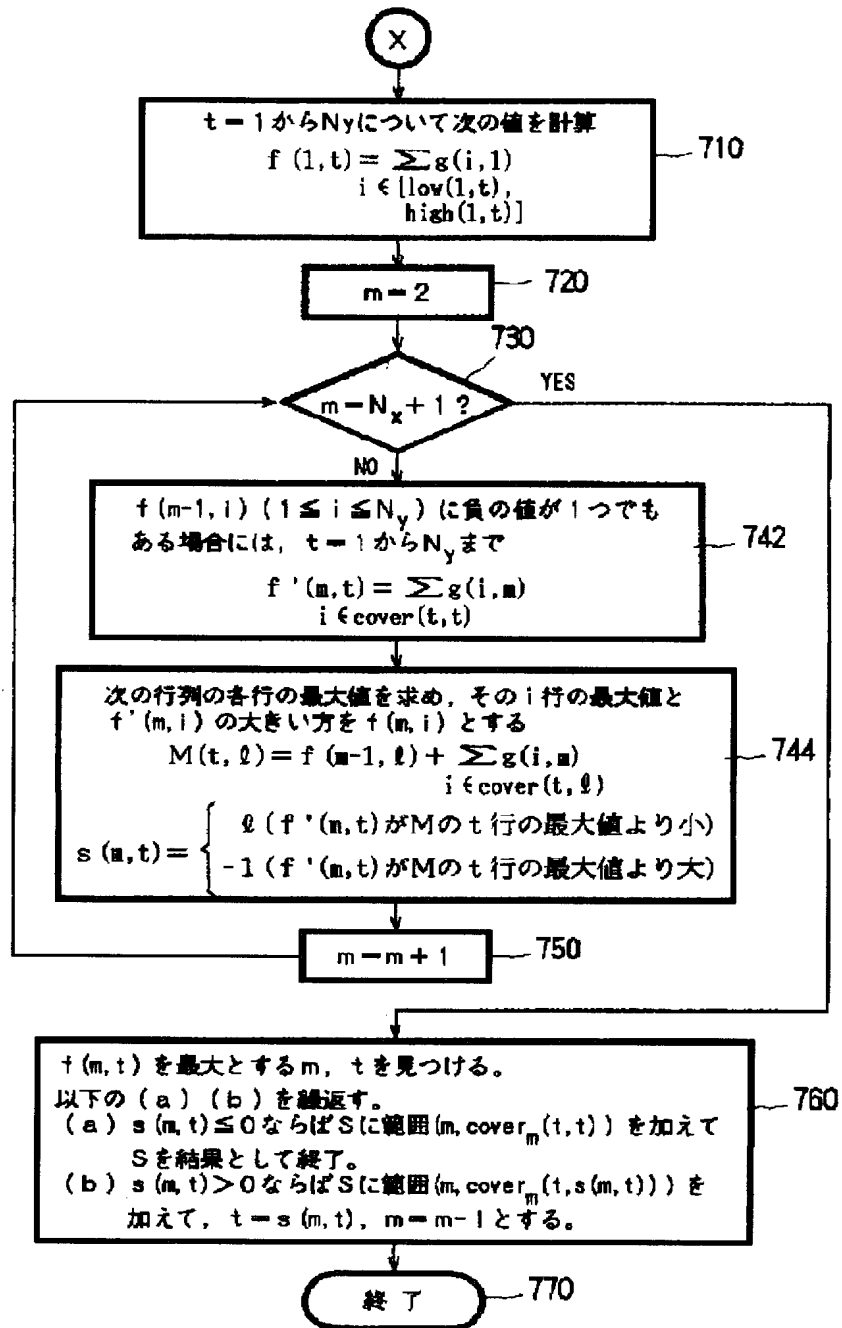 X
t=1からNyについて次の値を計算
f(1,t)=∑g(i,1)
i∈[low(1,t),
high(1,t)]
710
m=2
720
730
m=Nx+1?
YES
NO
f(m-1,i)(1≦i≦Ny)に負の値が1つでも
ある場合には,t=1からNyまで
f'(m,t)=∑g(i,m)
i∈cover(t,t)
742
次の行列の各行の最大値を求め,そのi行の最大値と
f'(m,i)の大きい方をf(m,i)とする
M(t,ℓ)=f(m-1,ℓ)+∑g(i,m)
i∈cover(t,ℓ)
744
s(m,t)={ ℓ(f'(m,t)がMのt行の最大値より小)
-1(f'(m,t)がMのt行の最大値より大)
m=m+1
750
f(m,t)を最大とするm,tを見つける。
以下の(a)(b)を繰返す。
760
(a)s(m,t)≦0ならばSに範囲(m,cover_m(t,t))を加えて
Sを結果として終了。
(b)s(m,t)>0ならばSに範囲(m,cover_m(t,s(m,t)))を
加えて,t=s(m,t),m=m-1とする。
終了
770